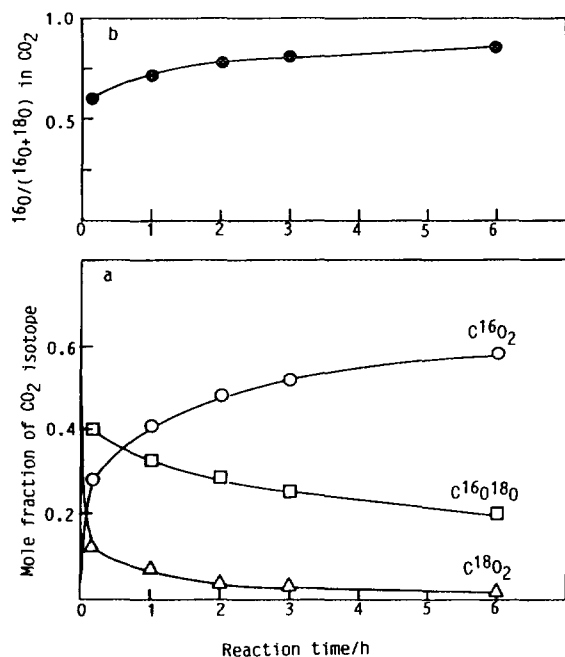 b
¹⁶O/(¹⁶O+¹⁸O) in CO₂
1.0
0.5
0
0 1 2 3 4 5 6
a
Mole fraction of CO₂ isotope
0.6
0.4
0.2
C¹⁶O₂
C¹⁶O¹⁸O
C¹⁸O₂
0 1 2 3 4 5 6
Reaction time/h